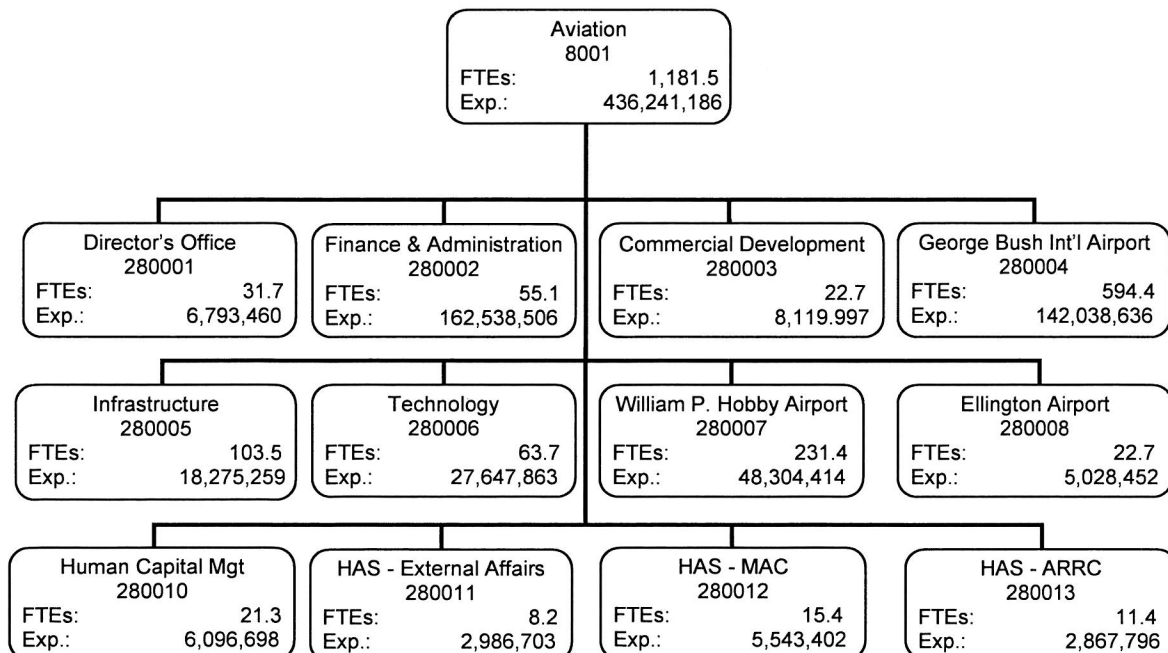 Aviation
8001
FTEs: 1,181.5
Exp.: 436,241,186
Director's Office
280001
FTEs: 31.7
Exp.: 6,793,460
Finance & Administration
280002
FTEs: 55.1
Exp.: 162,538,506
Commercial Development
280003
FTEs: 22.7
Exp.: 8,119.997
George Bush Int'l Airport
280004
FTEs: 594.4
Exp.: 142,038,636
Infrastructure
280005
FTEs: 103.5
Exp.: 18,275,259
Technology
280006
FTEs: 63.7
Exp.: 27,647,863
William P. Hobby Airport
280007
FTEs: 231.4
Exp.: 48,304,414
Ellington Airport
280008
FTEs: 22.7
Exp.: 5,028,452
Human Capital Mgt
280010
FTEs: 21.3
Exp.: 6,096,698
HAS - External Affairs
280011
FTEs: 8.2
Exp.: 2,986,703
HAS - MAC
280012
FTEs: 15.4
Exp.: 5,543,402
HAS - ARRC
280013
FTEs: 11.4
Exp.: 2,867,796